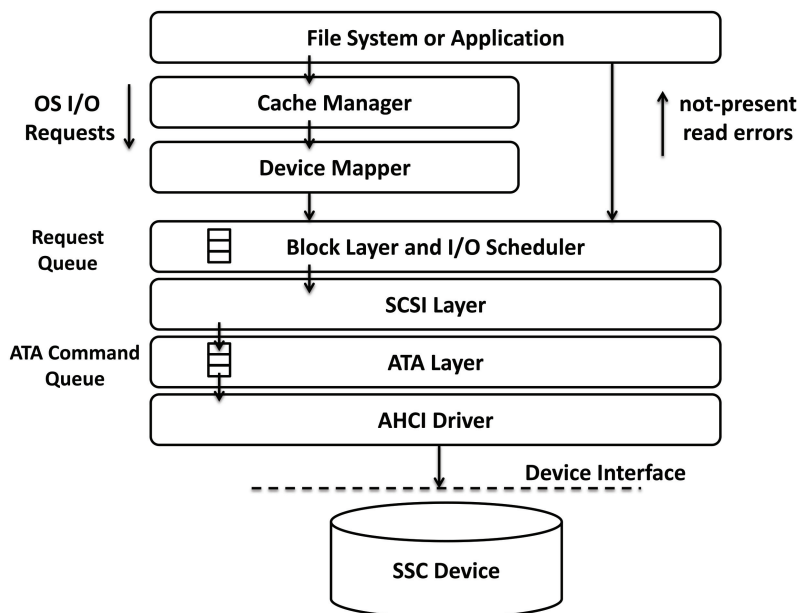 File System or Application
OS I/O
Requests
Cache Manager
not-present
read errors
Device Mapper
Request
Queue
Block Layer and I/O Scheduler
SCSI Layer
ATA Command
Queue
ATA Layer
AHCI Driver
Device Interface
SSC Device